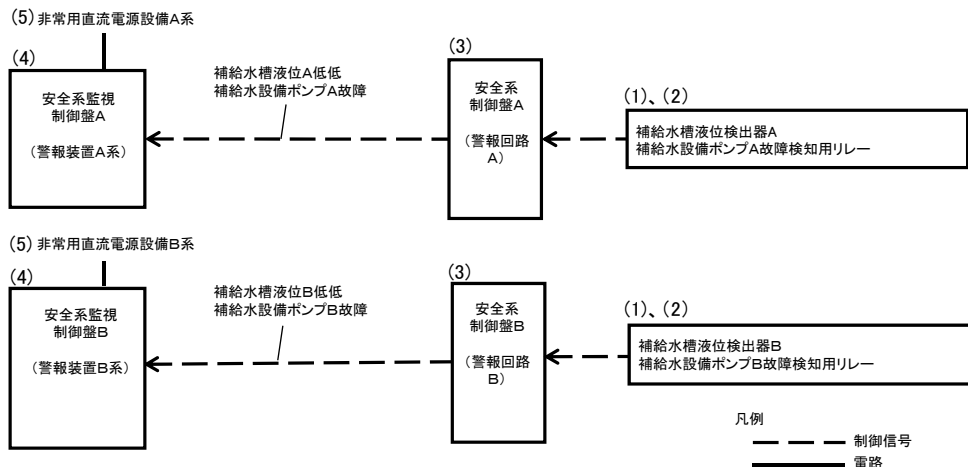 (5) 非常用直流電源設備A系
(4)
安全系監視
制御盤A
(警報装置A系)
補給水槽液位A低低
補給水設備ポンプA故障
(3)
安全系
制御盤A
(警報回路
A)
(1)、(2)
補給水槽液位検出器A
補給水設備ポンプA故障検知用リレー
(5) 非常用直流電源設備B系
(4)
安全系監視
制御盤B
(警報装置B系)
補給水槽液位B低低
補給水設備ポンプB故障
(3)
安全系
制御盤B
(警報回路
B)
(1)、(2)
補給水槽液位検出器B
補給水設備ポンプB故障検知用リレー
凡例
制御信号
電路